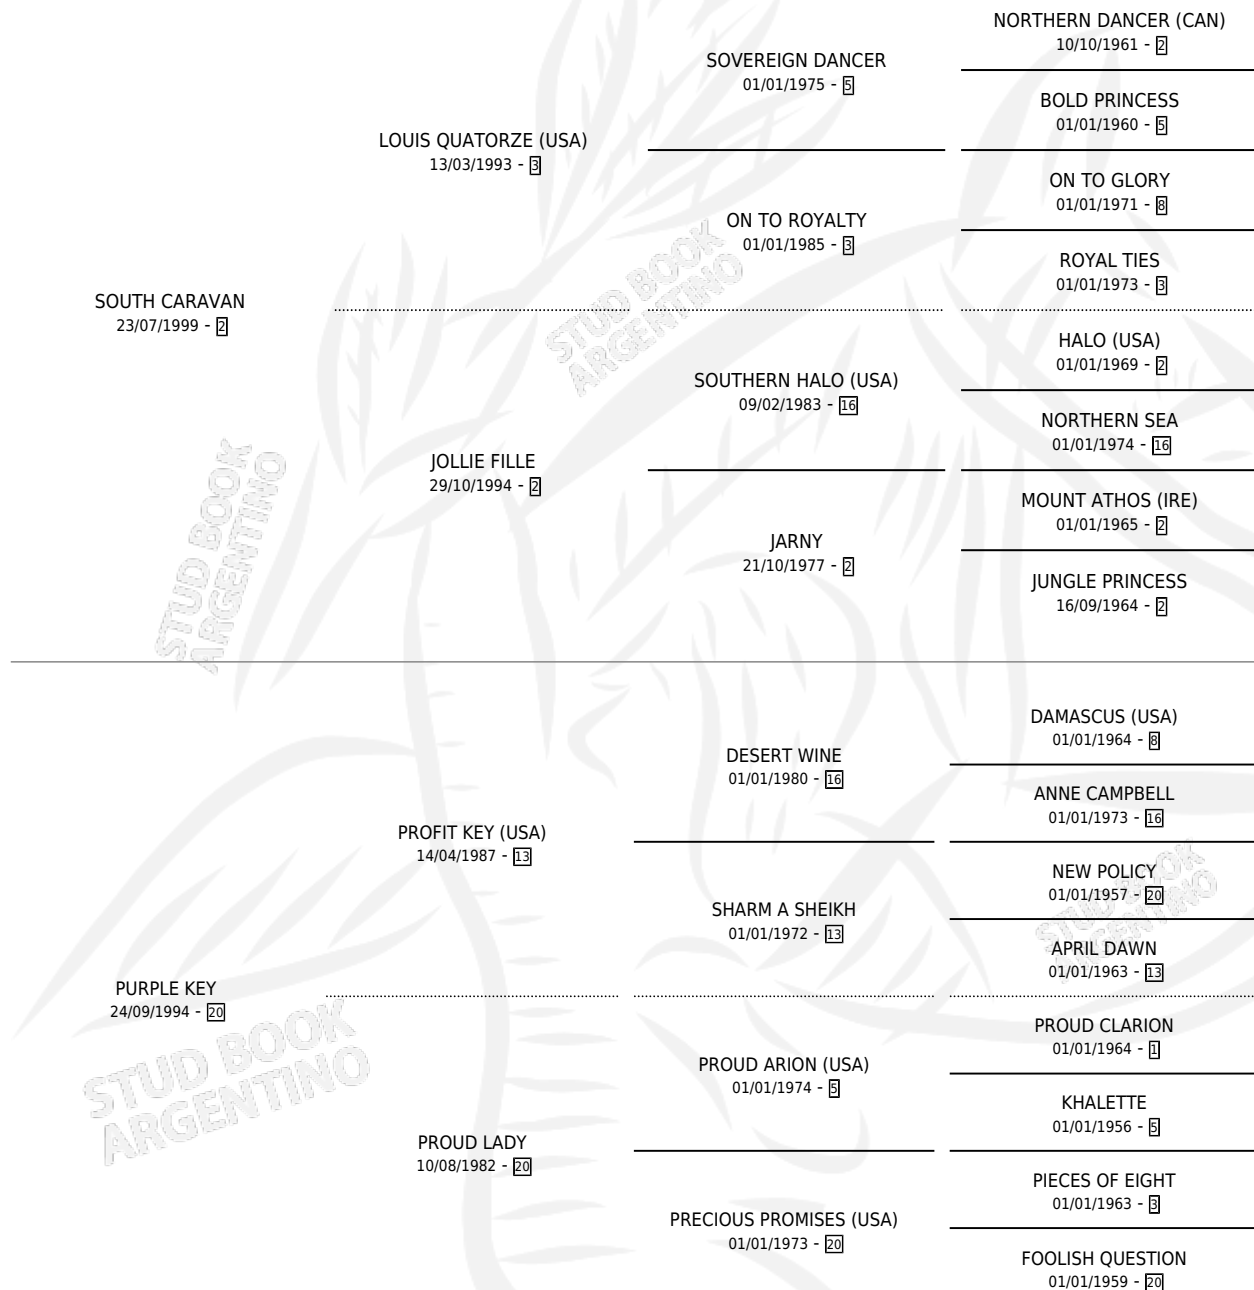 NORTHERN DANCER (CAN)
10/10/1961 - 2
SOVEREIGN DANCER
01/01/1975 - 5
BOLD PRINCESS
01/01/1960 - 5
LOUIS QUATORZE (USA)
13/03/1993 - 3
ON TO GLORY
01/01/1971 - 8
ON TO ROYALTY
01/01/1985 - 3
ROYAL TIES
01/01/1973 - 3
SOUTH CARAVAN
23/07/1999 - 2
HALO (USA)
01/01/1969 - 2
SOUTHERN HALO (USA)
09/02/1983 - 16
NORTHERN SEA
01/01/1974 - 16
JOLLIE FILLE
29/10/1994 - 2
MOUNT ATHOS (IRE)
01/01/1965 - 2
JARNY
21/10/1977 - 2
JUNGLE PRINCESS
16/09/1964 - 2
STUD BOOK
ARGENTINO
STUD BOOK
ARGENTINO
DAMASCUS (USA)
01/01/1964 - 8
DESERT WINE
01/01/1980 - 16
ANNE CAMPBELL
01/01/1973 - 16
PROFIT KEY (USA)
14/04/1987 - 13
NEW POLICY
01/01/1957 - 20
SHARM A SHEIKH
01/01/1972 - 13
APRIL DAWN
01/01/1963 - 13
STUD BOOK
ARGENTINO
PURPLE KEY
24/09/1994 - 20
PROUD CLARION
01/01/1964 - 1
PROUD ARION (USA)
01/01/1974 - 5
KHALETTE
01/01/1956 - 5
STUD BOOK
ARGENTINO
PROUD LADY
10/08/1982 - 20
PIECES OF EIGHT
01/01/1963 - 3
PRECIOUS PROMISES (USA)
01/01/1973 - 20
FOOLISH QUESTION
01/01/1959 - 20